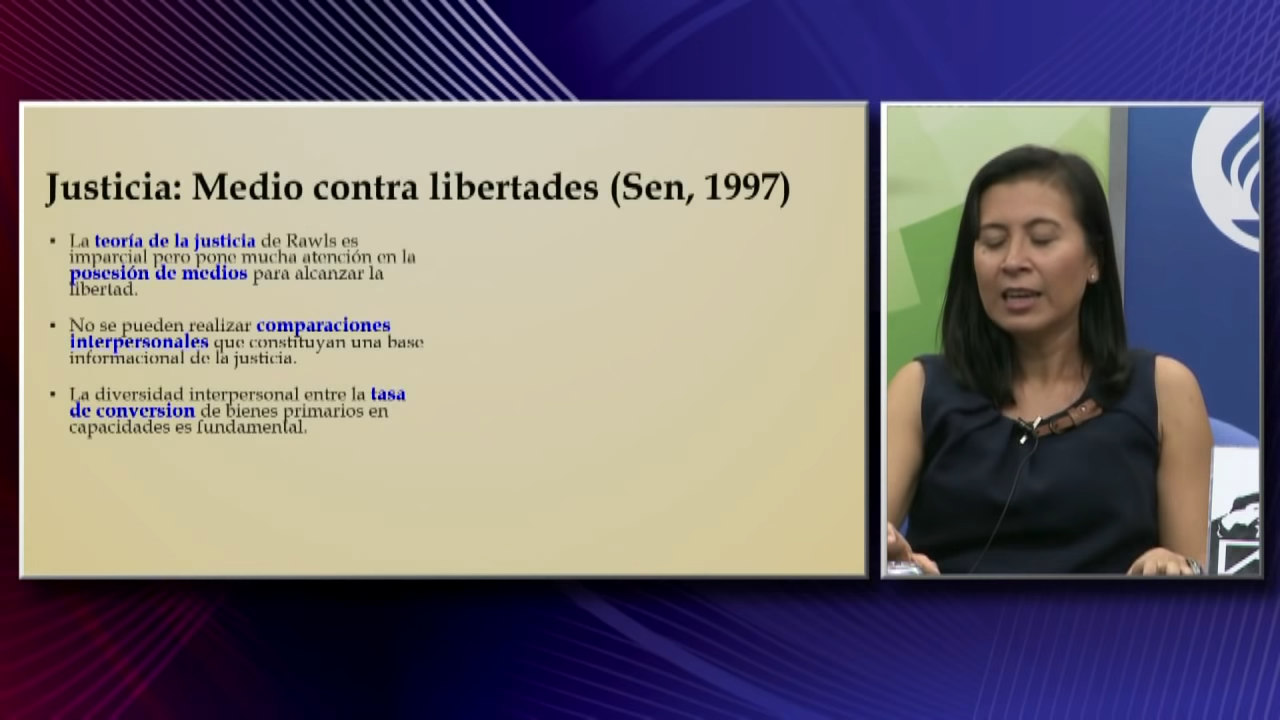 Justicia: Medio contra libertades (Sen, 1997)
▪ La teoría de la justicia de Rawls es
imparcial pero pone mucha atención en la
posesión de medios para alcanzar la
libertad.
▪ No se pueden realizar comparaciones
interpersonales que constituyan una base
informacional de la justicia.
▪ La diversidad interpersonal entre la tasa
de conversion de bienes primarios en
capacidades es fundamental.